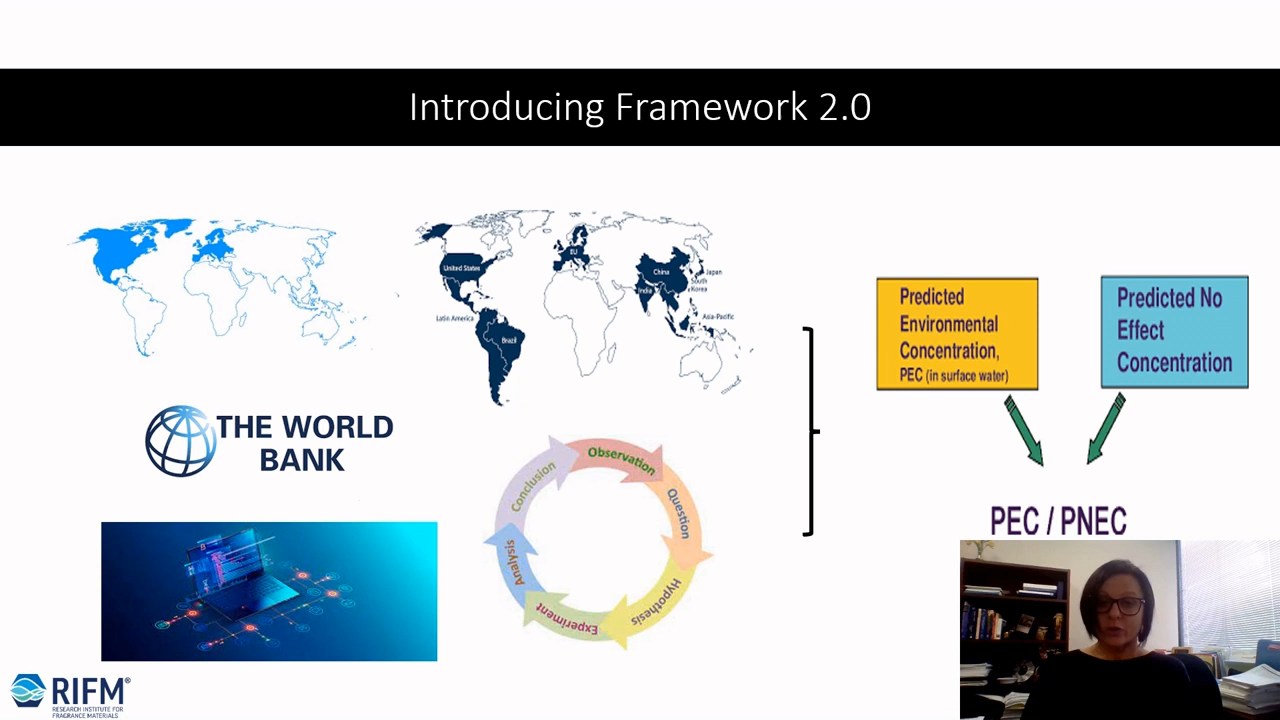 Introducing Framework 2.0
United States
Latin America
Brazil
EU
China
India
Japan
South
Korea
Asia-Pacific
THE WORLD
BANK
Observation
Question
Hypothesis
Experiment
Analysis
Conclusion
Predicted
Environmental
Concentration,
PEC (in surface water)
Predicted No
Effect
Concentration
PEC / PNEC
RIFM®
RESEARCH INSTITUTE FOR
FRAGRANCE MATERIALS